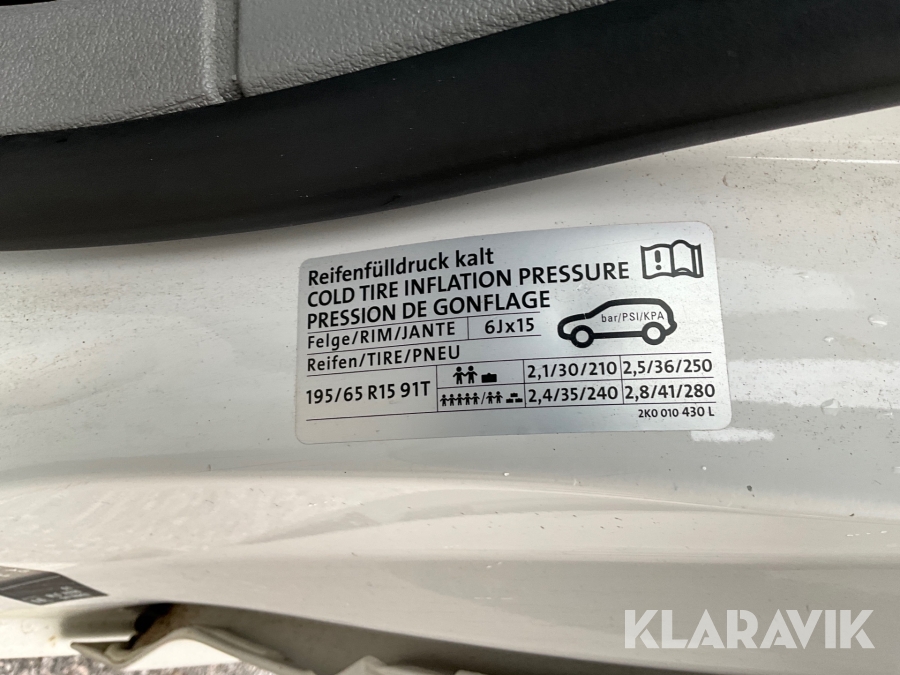 Reifenfülldruck kalt
COLD TIRE INFLATION PRESSURE
PRESSION DE GONFLAGE
Felge/RIM/JANTE 6Jx15
bar/PSI/KPA
Reifen/TIRE/PNEU
195/65 R15 91T 2,1/30/210 2,5/36/250
2,4/35/240 2,8/41/280
2K0 010 430 L
KLARAVIK